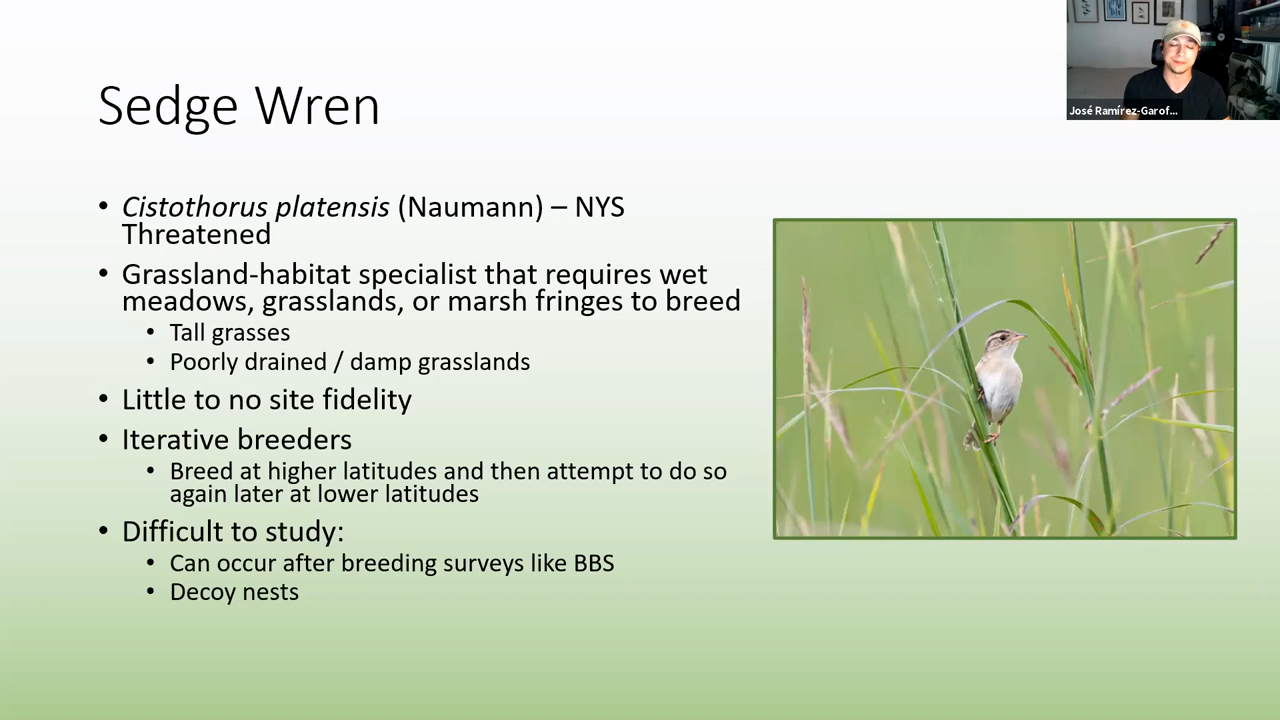 José Ramírez-Garof...
Sedge Wren
• Cistothorus platensis (Naumann) – NYS
Threatened
• Grassland-habitat specialist that requires wet
meadows, grasslands, or marsh fringes to breed
• Tall grasses
• Poorly drained / damp grasslands
• Little to no site fidelity
• Iterative breeders
• Breed at higher latitudes and then attempt to do so
again later at lower latitudes
• Difficult to study:
• Can occur after breeding surveys like BBS
• Decoy nests